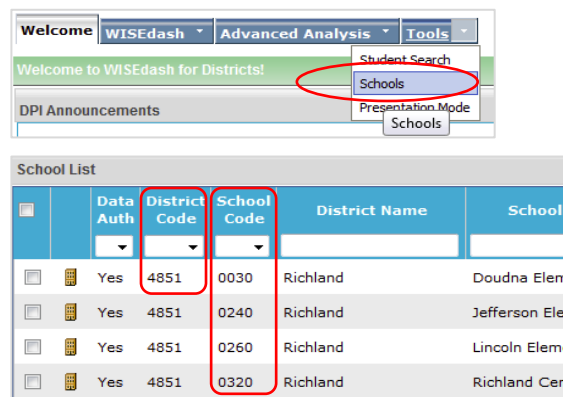 Welcome WISEdash Advanced Analysis Tools
Welcome to WISEdash for Districts!
Student Search
Schools
DPI Announcements
Presentation Mode
Schools
School List
Data Auth District Code School Code District Name School
Yes 4851 0030 Richland Doudna Elem
Yes 4851 0240 Richland Jefferson Ele
Yes 4851 0260 Richland Lincoln Elem
Yes 4851 0320 Richland Richland Cen